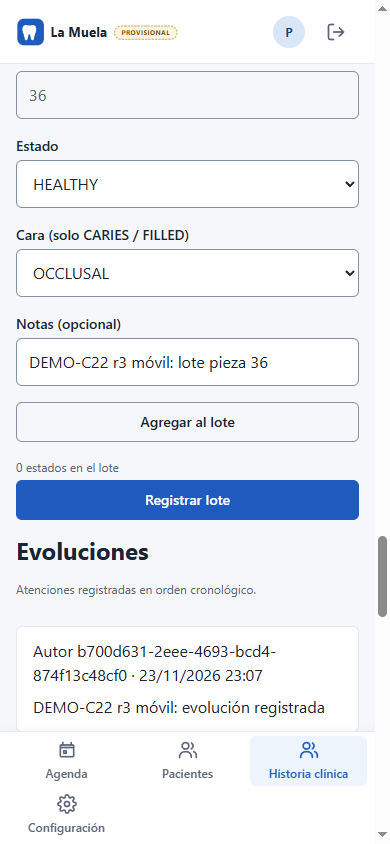 La Muela PROVISIONAL P
36
Estado
HEALTHY
Cara (solo CARIES / FILLED)
OCCLUSAL
Notas (opcional)
DEMO-C22 r3 móvil: lote pieza 36
Agregar al lote
0 estados en el lote
Registrar lote
Evoluciones
Atenciones registradas en orden cronológico.
Autor b700d631-2eee-4693-bcd4-
874f13c48cf0 · 23/11/2026 23:07
DEMO-C22 r3 móvil: evolución registrada
Agenda Pacientes Historia clínica
Configuración